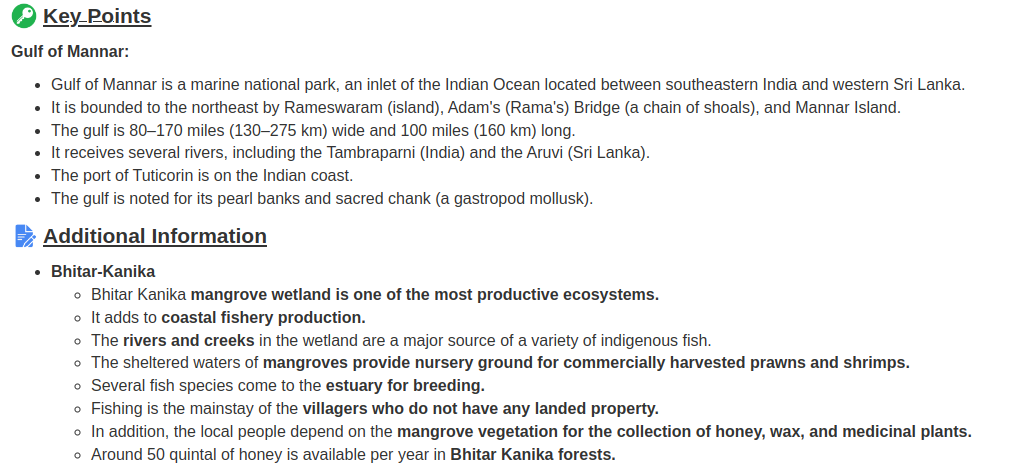 Key Points
Gulf of Mannar:
Gulf of Mannar is a marine national park, an inlet of the Indian Ocean located between southeastern India and western Sri Lanka.
It is bounded to the northeast by Rameswaram (island), Adam's (Rama's) Bridge (a chain of shoals), and Mannar Island.
The gulf is 80–170 miles (130–275 km) wide and 100 miles (160 km) long.
It receives several rivers, including the Tambraparni (India) and the Aruvi (Sri Lanka).
The port of Tuticorin is on the Indian coast.
The gulf is noted for its pearl banks and sacred chank (a gastropod mollusk).
Additional Information
Bhitar-Kanika
Bhitar Kanika mangrove wetland is one of the most productive ecosystems.
It adds to coastal fishery production.
The rivers and creeks in the wetland are a major source of a variety of indigenous fish.
The sheltered waters of mangroves provide nursery ground for commercially harvested prawns and shrimps.
Several fish species come to the estuary for breeding.
Fishing is the mainstay of the villagers who do not have any landed property.
In addition, the local people depend on the mangrove vegetation for the collection of honey, wax, and medicinal plants.
Around 50 quintal of honey is available per year in Bhitar Kanika forests.